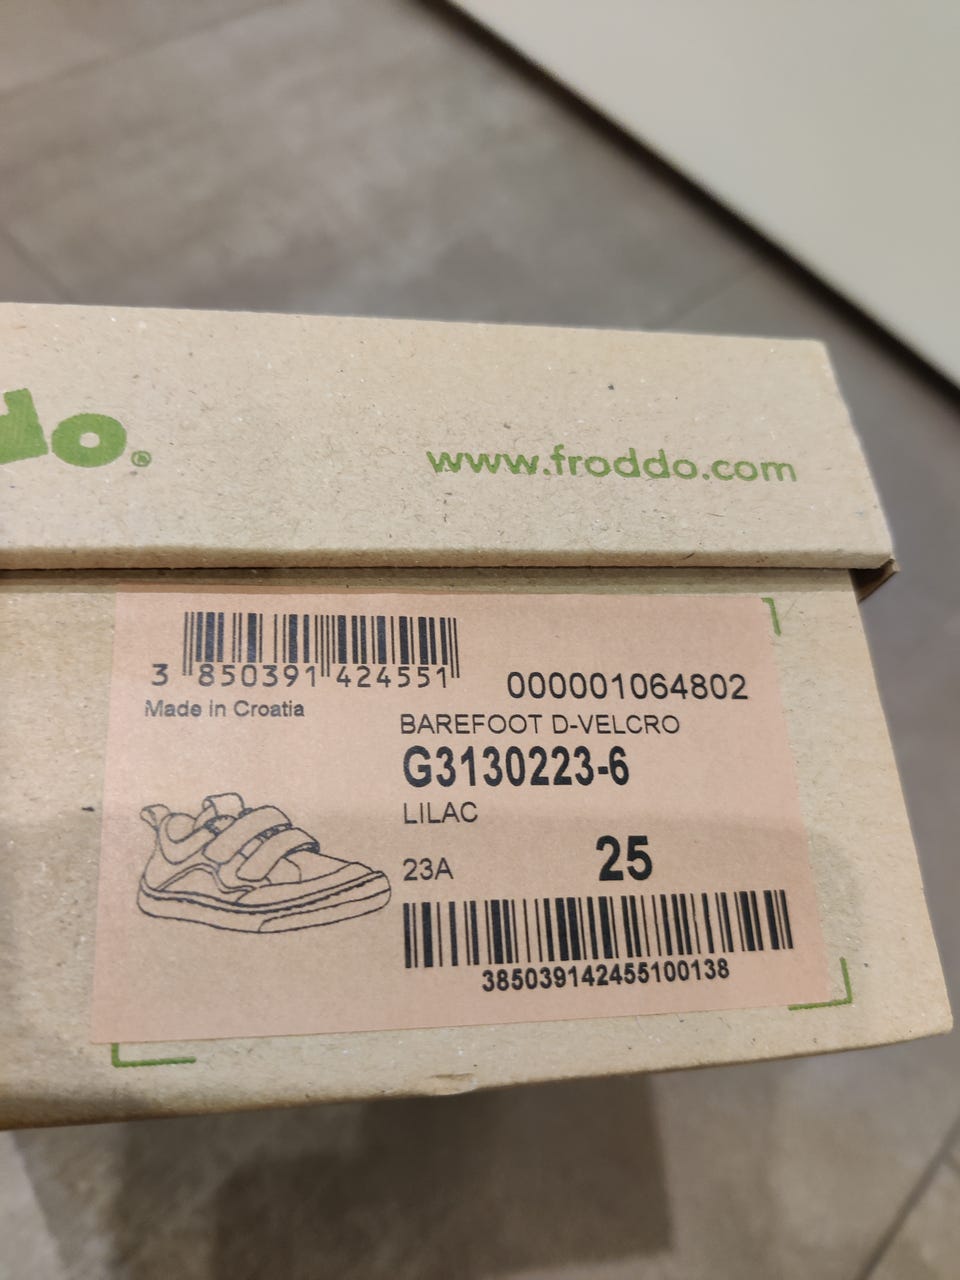 do®
www.froddo.com
3 850391 424551
000001064802
Made in Croatia
BAREFOOT D-VELCRO
G3130223-6
LILAC
23A 25
385039142455100138